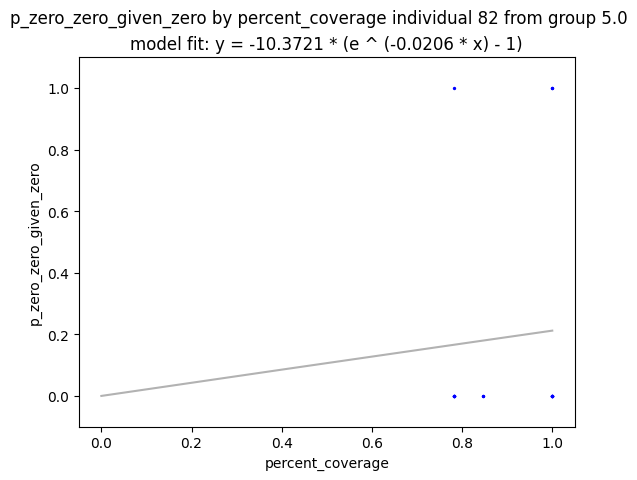 p_zero_zero_given_zero by percent_coverage individual 82 from group 5.0
model fit: y = -10.3721 * (e ^ (-0.0206 * x) - 1)
1.0
0.8
0.6
0.4
0.2
0.0
p_zero_zero_given_zero
0.0 0.2 0.4 0.6 0.8 1.0
percent_coverage